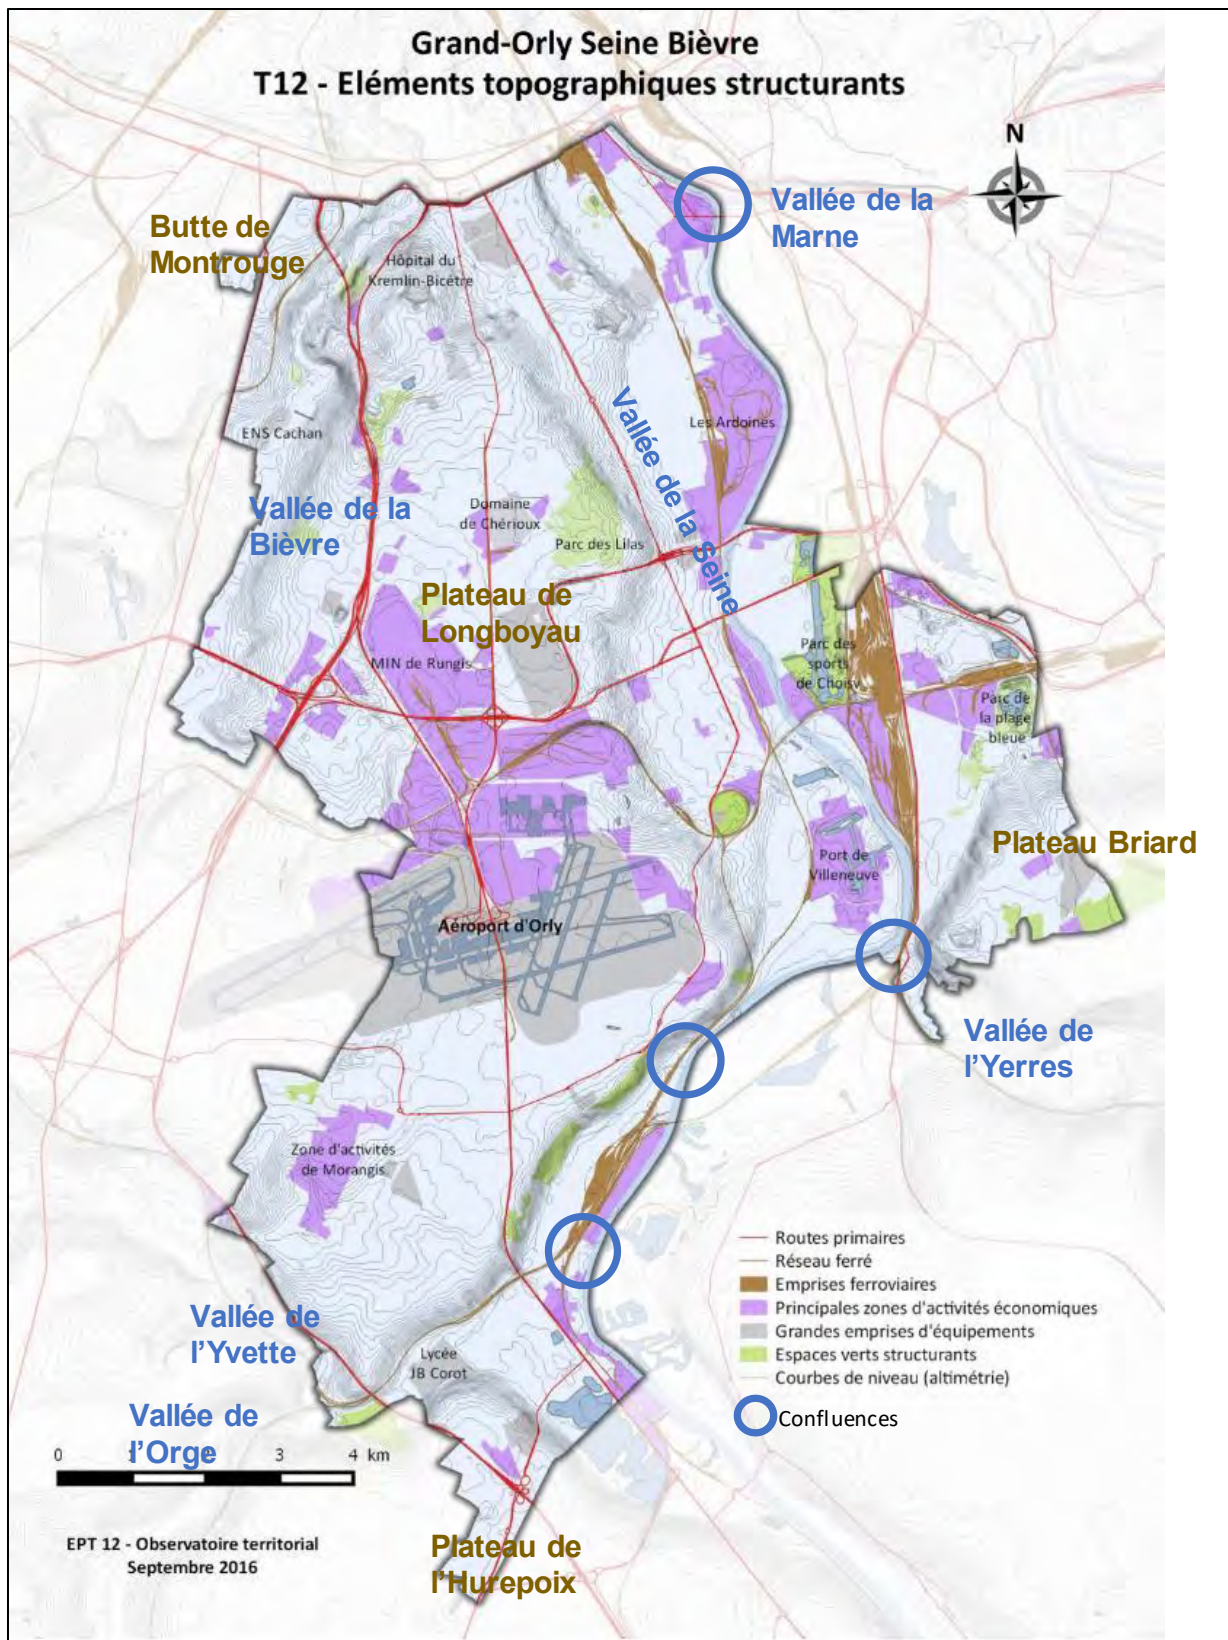 Grand-Orly Seine Bièvre
T12 - Eléments topographiques structurants
N
Vallée de la
Marne
Butte de
Montrouge
Hôpital du
Kremlin-Bicêtre
Les Ardoines
ENS Cachan
Vallée de la Seine
Vallée de la
Bièvre
Domaine
de Chérioux
Parc des Lilas
Plateau de
Longboyau
MIN de Rungis
Parc des
sports
de Choisy
Parc de
la plage
bleue
Plateau Briard
Port de
Villeneuve
Aéroport d'Orly
Vallée de
l'Yerres
Zone d'activités
de Morangis
Routes primaires
Réseau ferré
Emprises ferroviaires
Principales zones d'activités économiques
Grandes emprises d'équipements
Espaces verts structurants
Courbes de niveau (altimétrie)
Confluences
Vallée de
l'Yvette
Lycée
JB Corot
Vallée de
l'Orge
0 1 2 3 4 km
EPT 12 - Observatoire territorial
Septembre 2016
Plateau de
l'Hurepoix